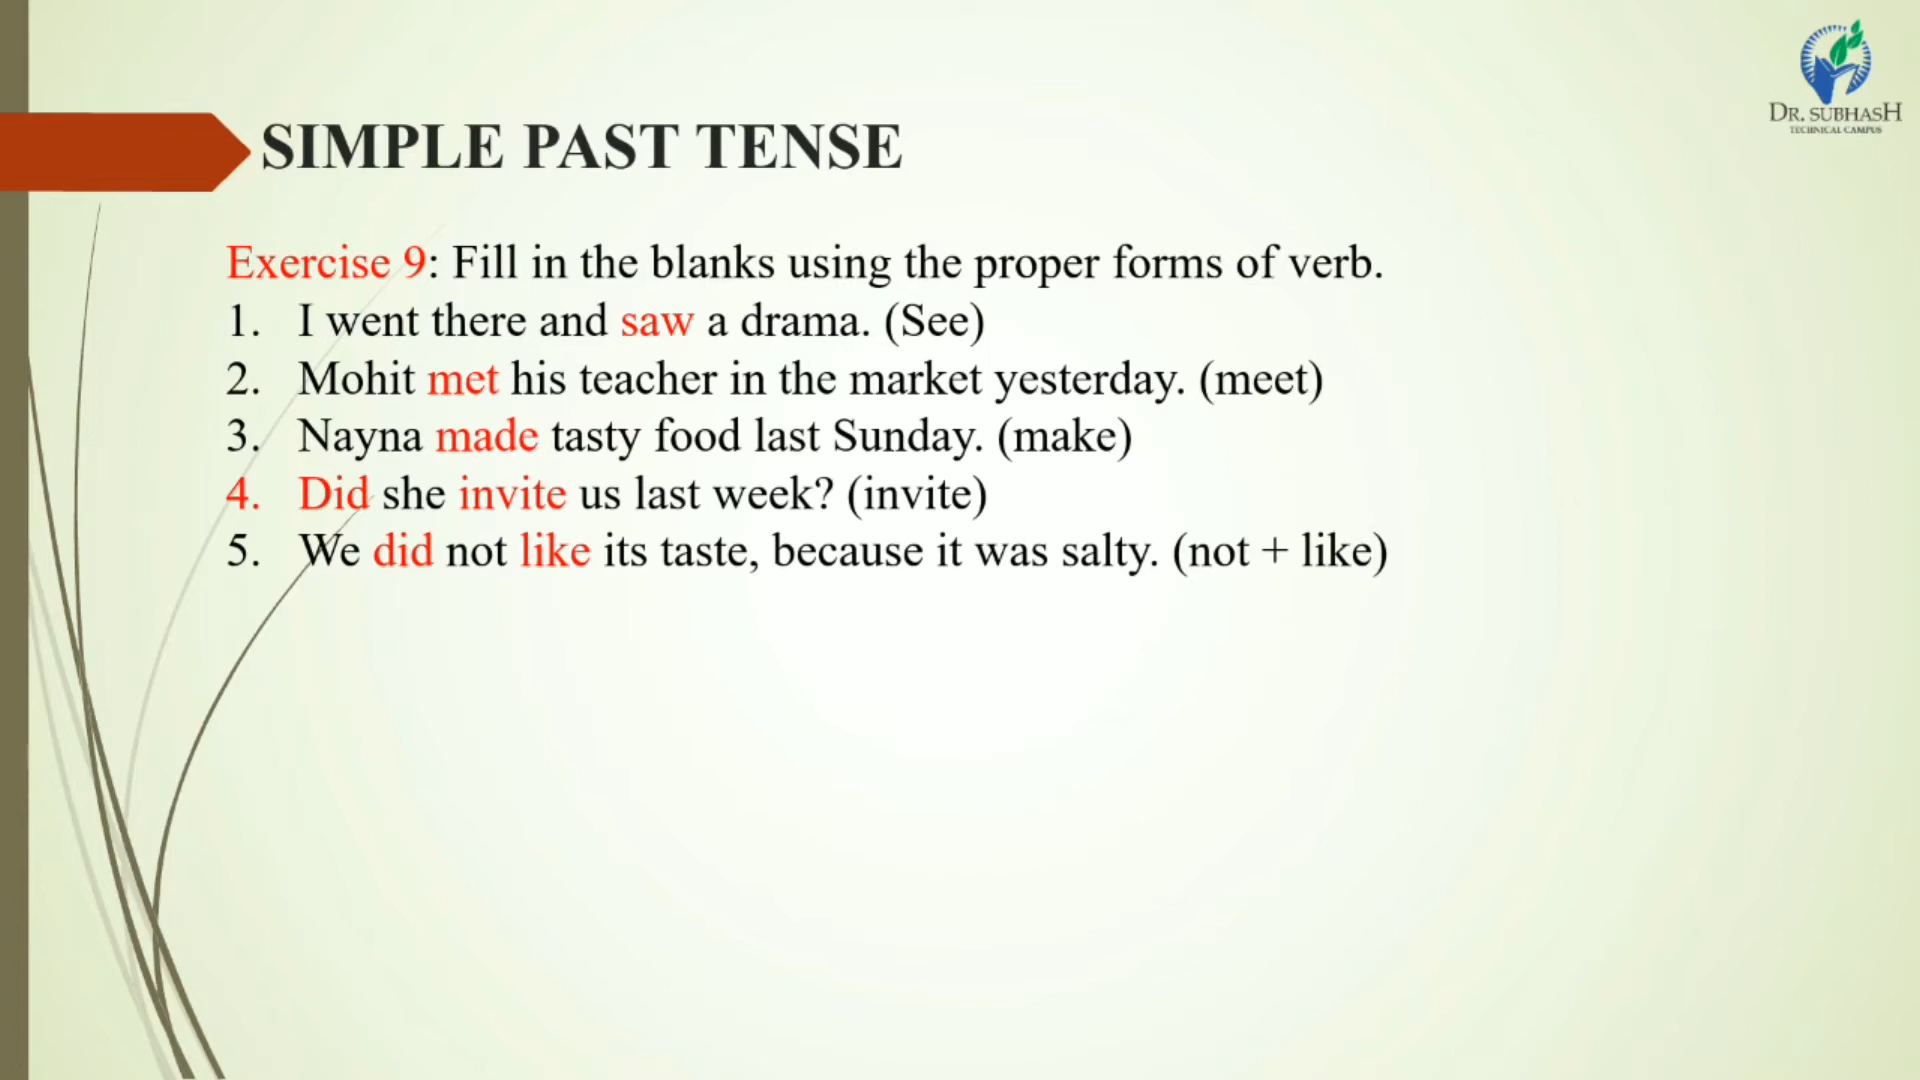 DR. SUBHASH
TECHNICAL CAMPUS
SIMPLE PAST TENSE
Exercise 9: Fill in the blanks using the proper forms of verb.
1. I went there and saw a drama. (See)
2. Mohit met his teacher in the market yesterday. (meet)
3. Nayna made tasty food last Sunday. (make)
4. Did she invite us last week? (invite)
5. We did not like its taste, because it was salty. (not + like)